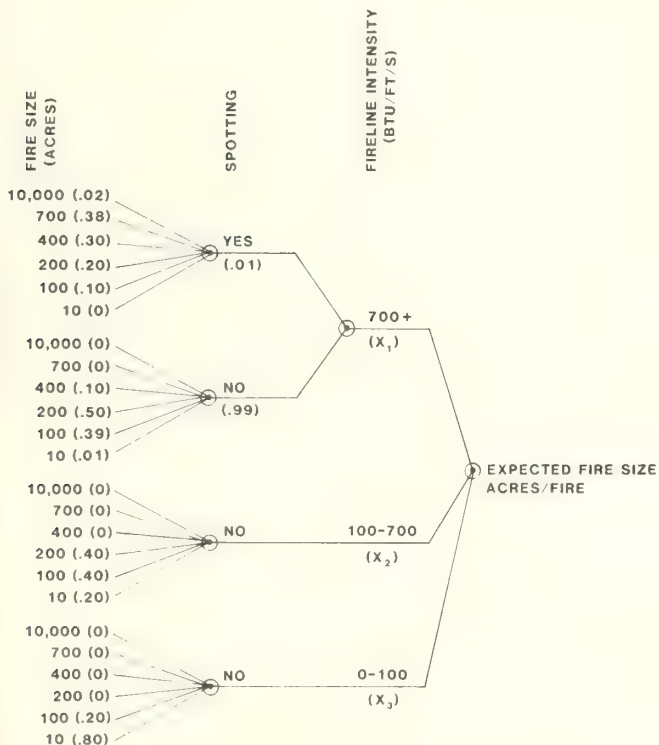 FIRE SIZE
(ACRES)
SPOTTING
FIRELINE INTENSITY
(BTU/FT/S)
10,000 (.02)
700 (.38)
400 (.30)
200 (.20)
100 (.10)
10 (0)
YES
(.01)
700+
(X₁)
10,000 (0)
700 (0)
400 (.10)
200 (.50)
100 (.39)
10 (.01)
NO
(.99)
EXPECTED FIRE SIZE
ACRES/FIRE
10,000 (0)
700 (0)
400 (0)
200 (.40)
100 (.40)
10 (.20)
NO
100-700
(X₂)
10,000 (0)
700 (0)
400 (0)
200 (0)
100 (.20)
10 (.80)
NO
0-100
(X₃)